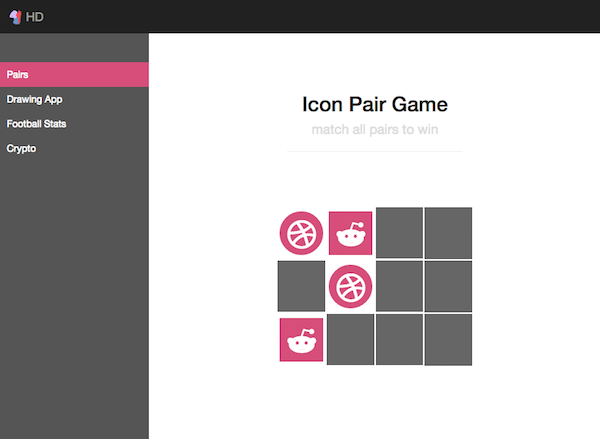 HD
Pairs
Drawing App
Football Stats
Crypto
Icon Pair Game
match all pairs to win